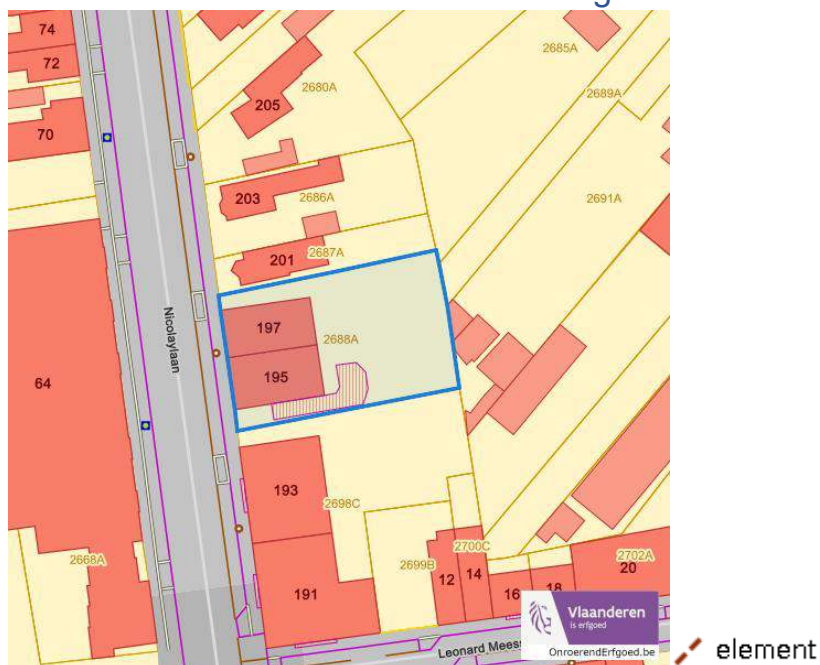 74
2685A
72
2680A
2689A
205
70
203
2686A
2691A
201
2687A
Nicolaylaan
197
2688A
195
64
193
2698C
2668A
2700C
2699B
2702A
191
12
14
16
18
20
Vlaanderen
is erfgoed
OnroerendErfgoed.be
Leonard
element